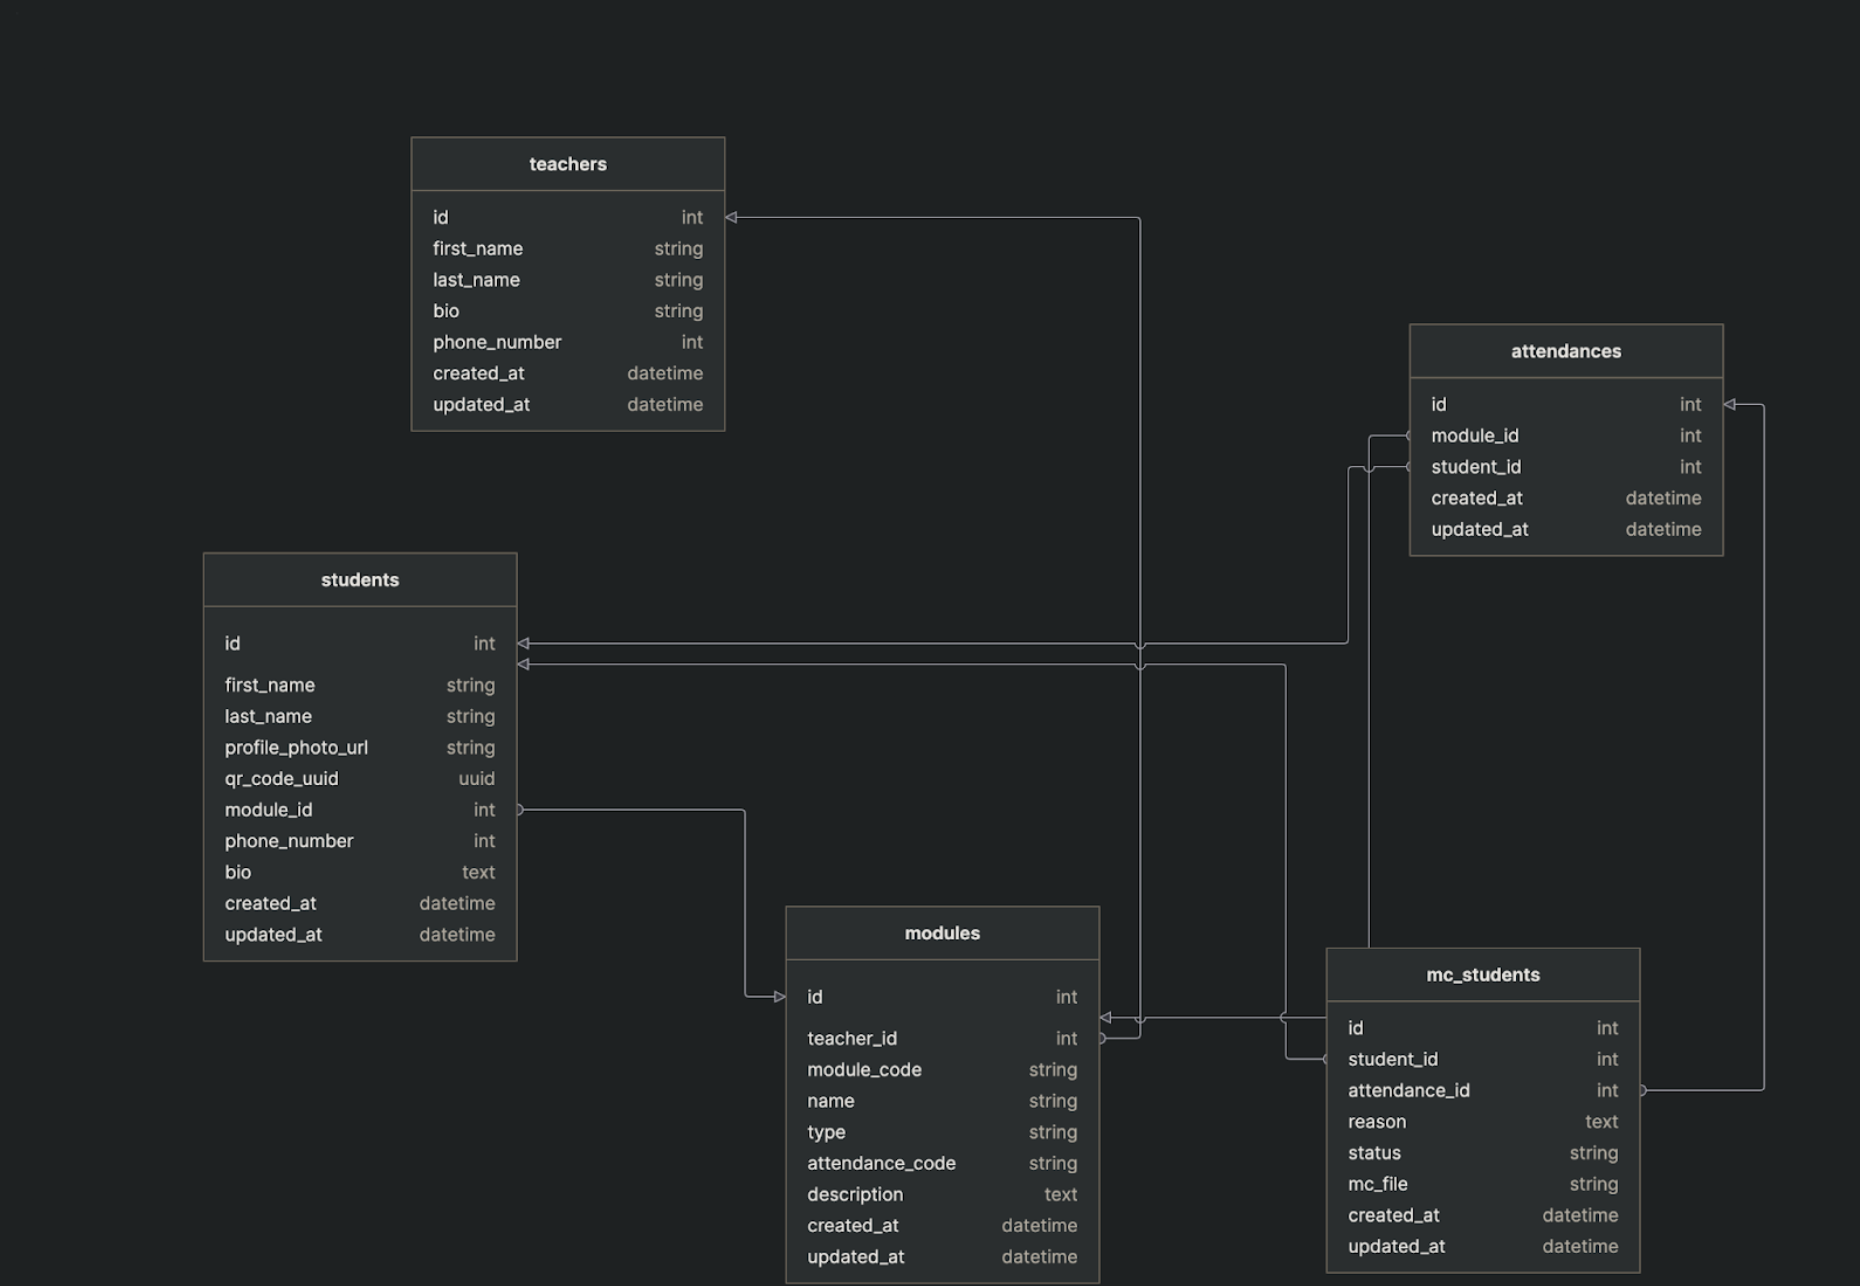 teachers
id int
first_name string
last_name string
bio string
phone_number int
created_at datetime
updated_at datetime
attendances
id int
module_id int
student_id int
created_at datetime
updated_at datetime
students
id int
first_name string
last_name string
profile_photo_url string
qr_code_uuid uuid
module_id int
phone_number int
bio text
created_at datetime
updated_at datetime
modules
id int
teacher_id int
module_code string
name string
type string
attendance_code string
description text
created_at datetime
updated_at datetime
mc_students
id int
student_id int
attendance_id int
reason text
status string
mc_file string
created_at datetime
updated_at datetime